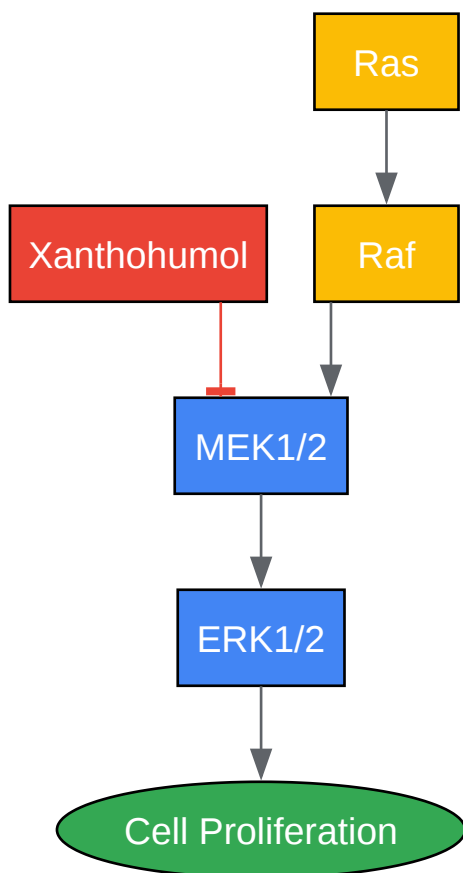 Ras
Xanthohumol
Raf
MEK1/2
ERK1/2
Cell Proliferation